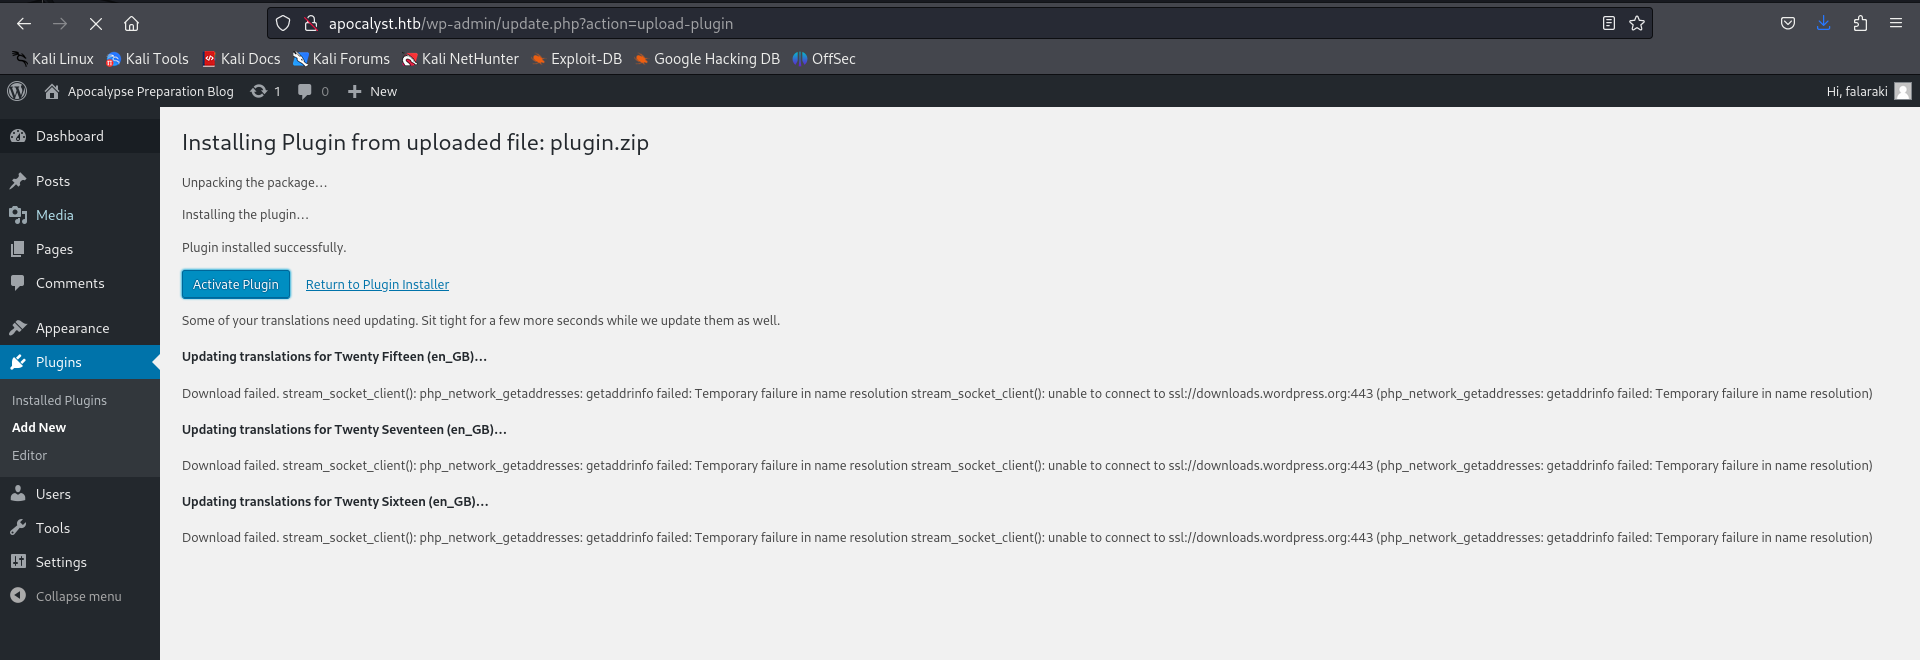 apocalyst.htb/wp-admin/update.php?action=upload-plugin
Kali Linux Kali Tools Kali Docs Kali Forums Kali NetHunter Exploit-DB Google Hacking DB OffSec
Apocalypse Preparation Blog 1 0 New Hi, falaraki
Dashboard
Posts
Media
Pages
Comments
Appearance
Plugins
Installed Plugins
Add New
Editor
Users
Tools
Settings
Collapse menu
Installing Plugin from uploaded file: plugin.zip
Unpacking the package…
Installing the plugin…
Plugin installed successfully.
Activate Plugin Return to Plugin Installer
Some of your translations need updating. Sit tight for a few more seconds while we update them as well.
Updating translations for Twenty Fifteen (en_GB)…
Download failed. stream_socket_client(): php_network_getaddresses: getaddrinfo failed: Temporary failure in name resolution stream_socket_client(): unable to connect to ssl://downloads.wordpress.org:443 (php_network_getaddresses: getaddrinfo failed: Temporary failure in name resolution)
Updating translations for Twenty Seventeen (en_GB)…
Download failed. stream_socket_client(): php_network_getaddresses: getaddrinfo failed: Temporary failure in name resolution stream_socket_client(): unable to connect to ssl://downloads.wordpress.org:443 (php_network_getaddresses: getaddrinfo failed: Temporary failure in name resolution)
Updating translations for Twenty Sixteen (en_GB)…
Download failed. stream_socket_client(): php_network_getaddresses: getaddrinfo failed: Temporary failure in name resolution stream_socket_client(): unable to connect to ssl://downloads.wordpress.org:443 (php_network_getaddresses: getaddrinfo failed: Temporary failure in name resolution)